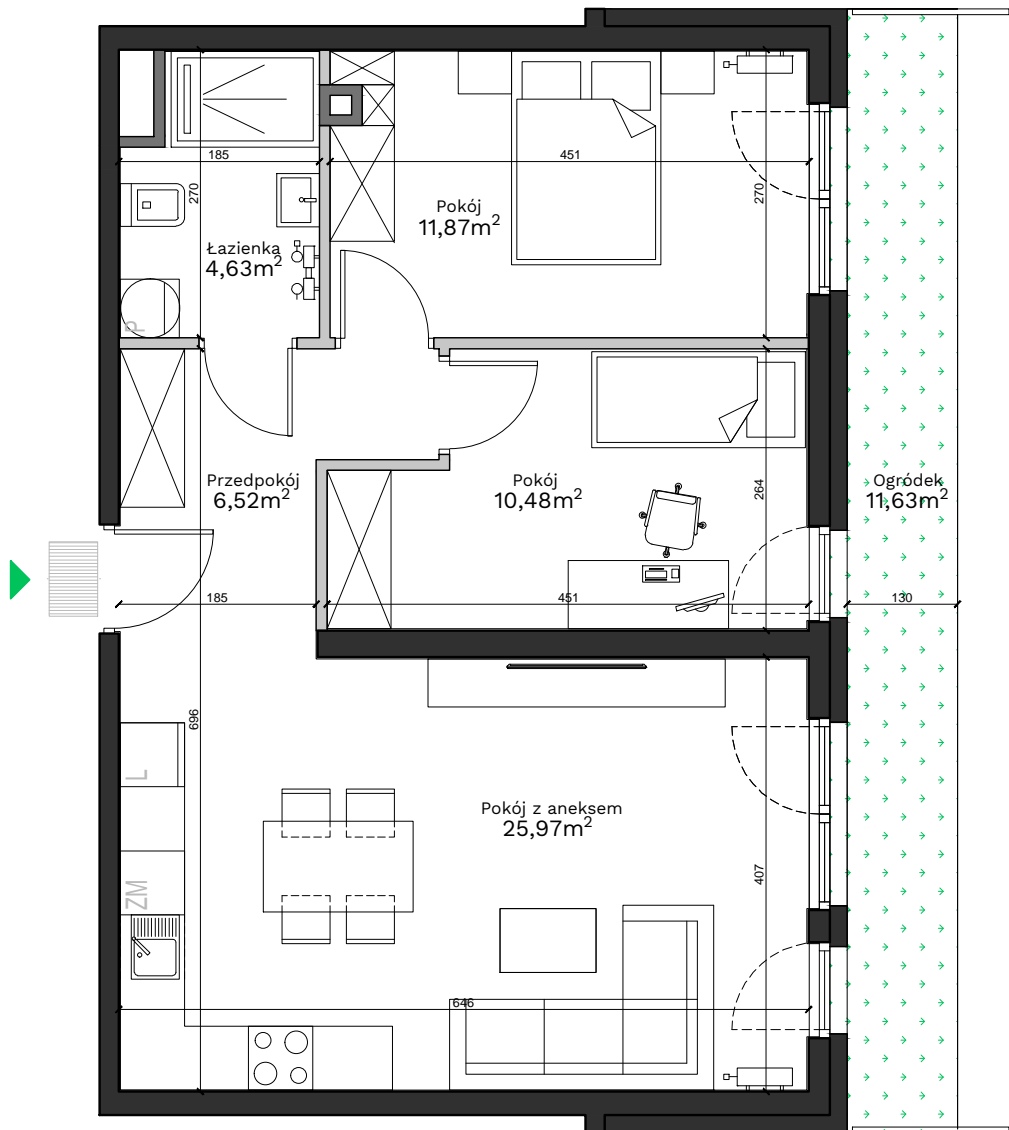 185
451
270
270
Pokój
11,87m²
Łazienka
4,63m²
P
Przedpokój
6,52m²
Pokój
10,48m²
264
Ogródek
11,63m²
185
451
130
696
L
ZM
Pokój z aneksem
25,97m²
407
646